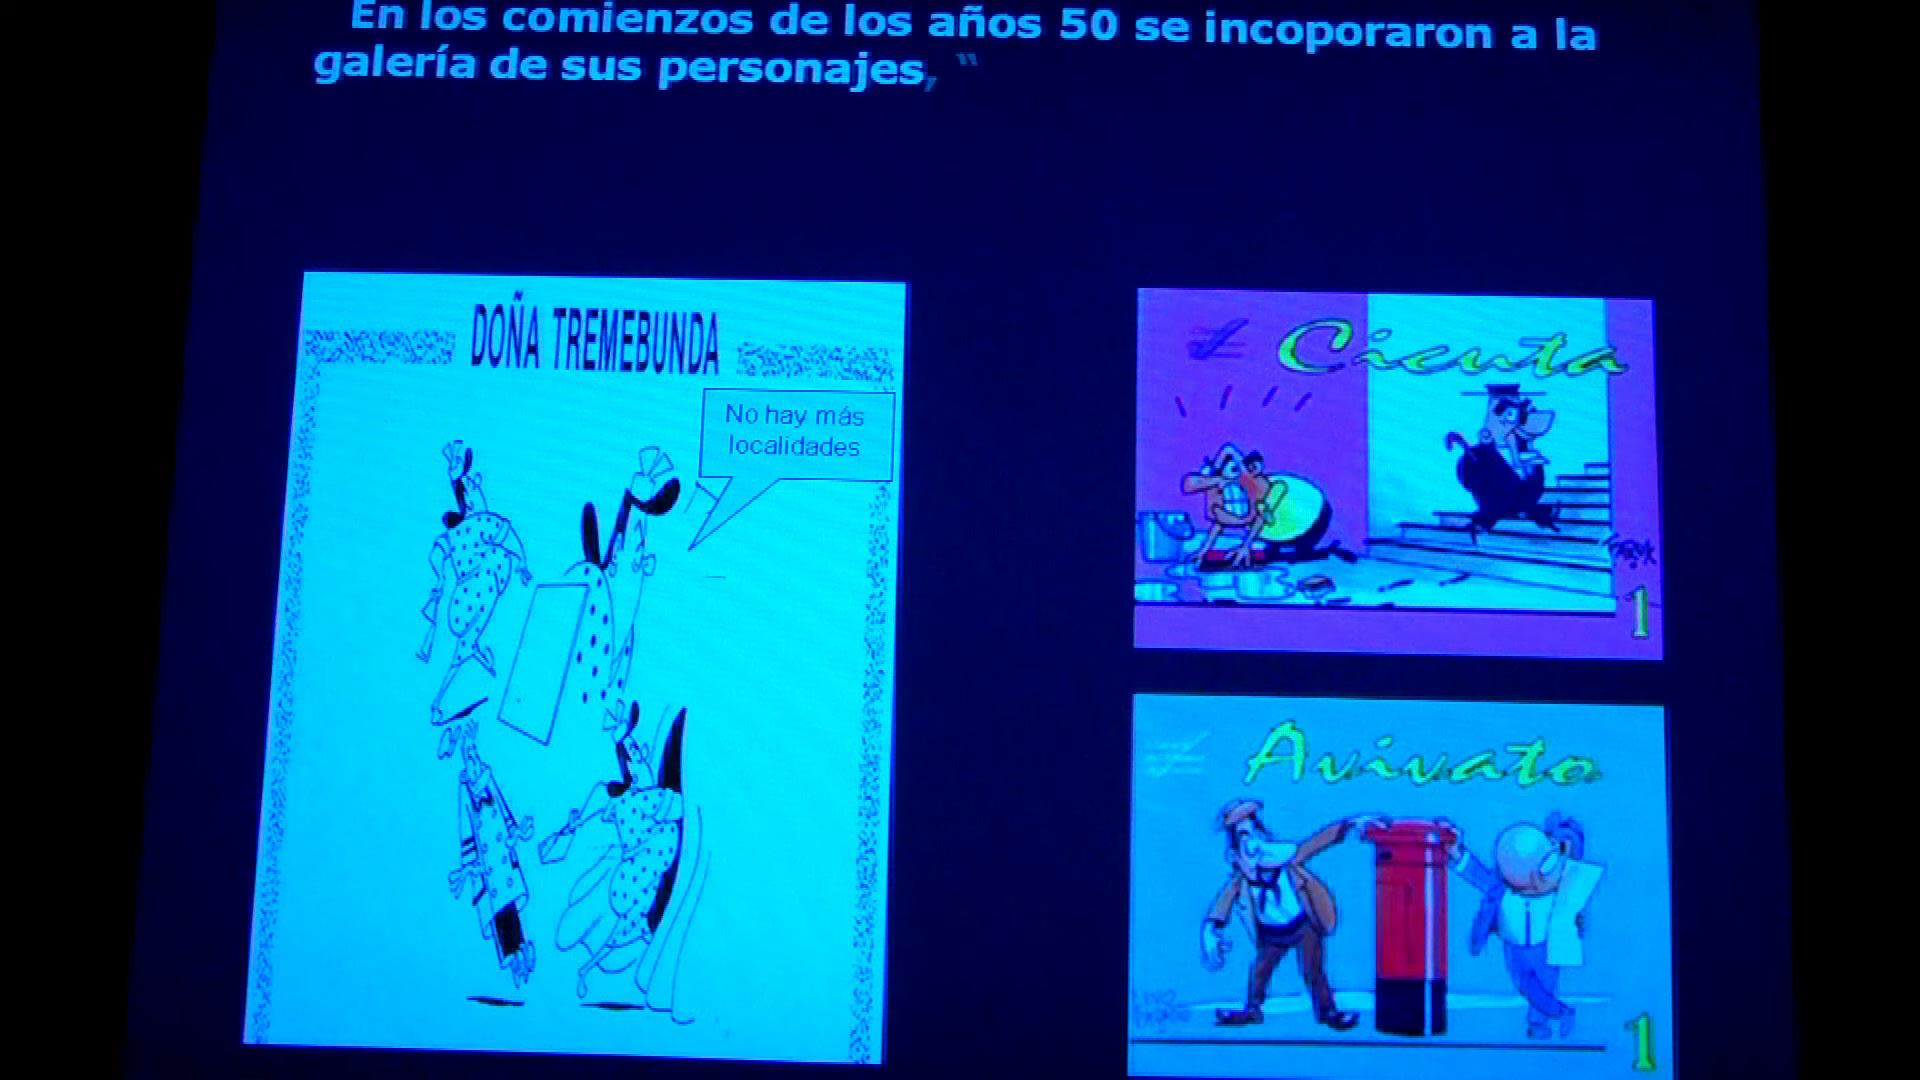 En los comienzos de los años 50 se incoporaron a la
galería de sus personajes, “
DOÑA TREMEBUNDA
No hay más
localidades
Cicuta
1
Avivato
1